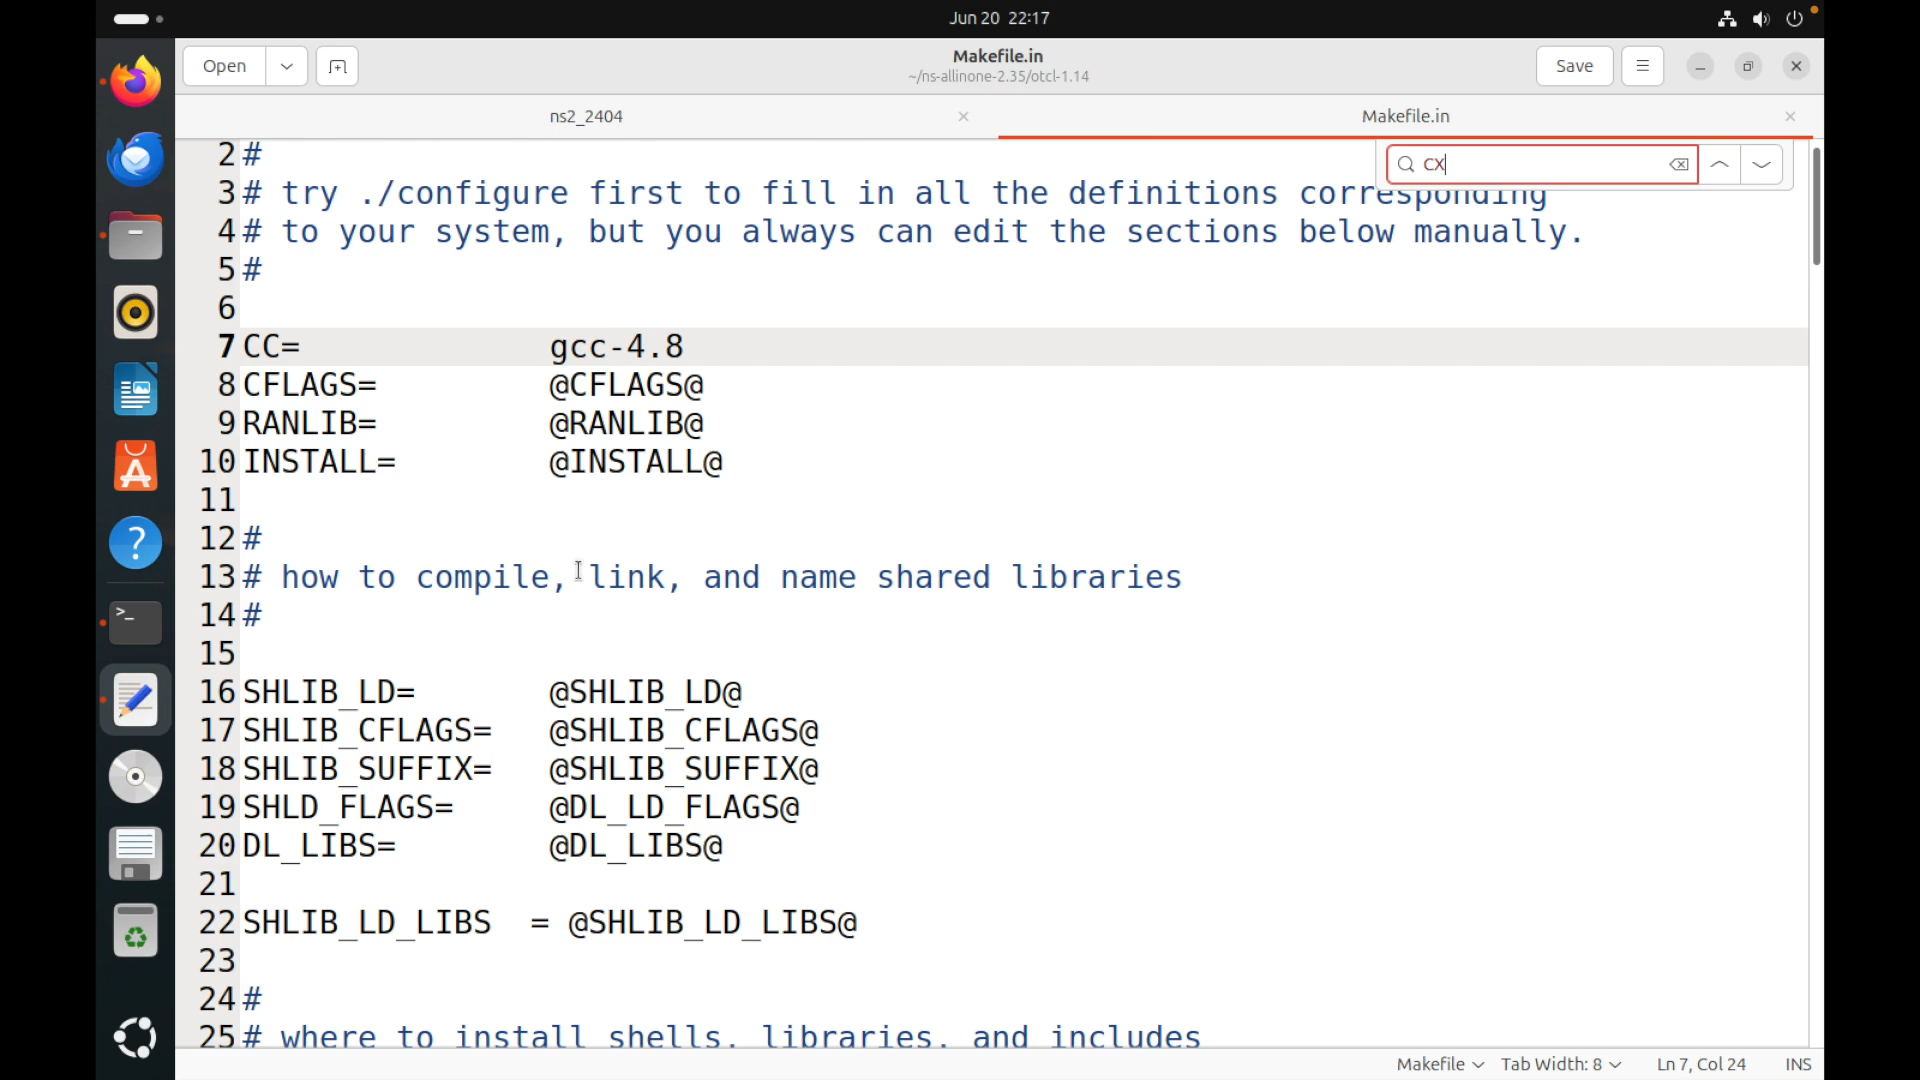 Jun 20 22:17
Open
Makefile.in
~/ns-allinone-2.35/otcl-1.14
Save
ns2_2404
Makefile.in
CX
2 #
3 # try ./configure first to fill in all the definitions corresponding
4 # to your system, but you always can edit the sections below manually.
5 #
6
7 CC= gcc-4.8
8 CFLAGS= @CFLAGS@
9 RANLIB= @RANLIB@
10 INSTALL= @INSTALL@
11
12 #
13 # how to compile, link, and name shared libraries
14 #
15
16 SHLIB_LD= @SHLIB_LD@
17 SHLIB_CFLAGS= @SHLIB_CFLAGS@
18 SHLIB_SUFFIX= @SHLIB_SUFFIX@
19 SHLD_FLAGS= @DL_LD_FLAGS@
20 DL_LIBS= @DL_LIBS@
21
22 SHLIB_LD_LIBS = @SHLIB_LD_LIBS@
23
24 #
25 # where to install shells, libraries, and includes
Makefile Tab Width: 8 Ln 7, Col 24 INS